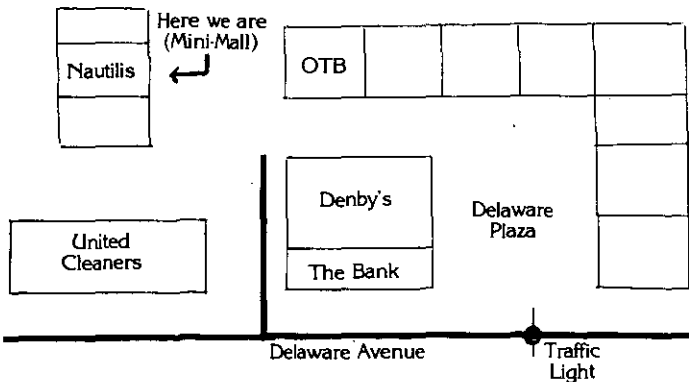 Here we are
(Mini-Mall)
Nautilis
OTB
Denby's
Delaware
Plaza
United
Cleaners
The Bank
Delaware Avenue
Traffic
Light